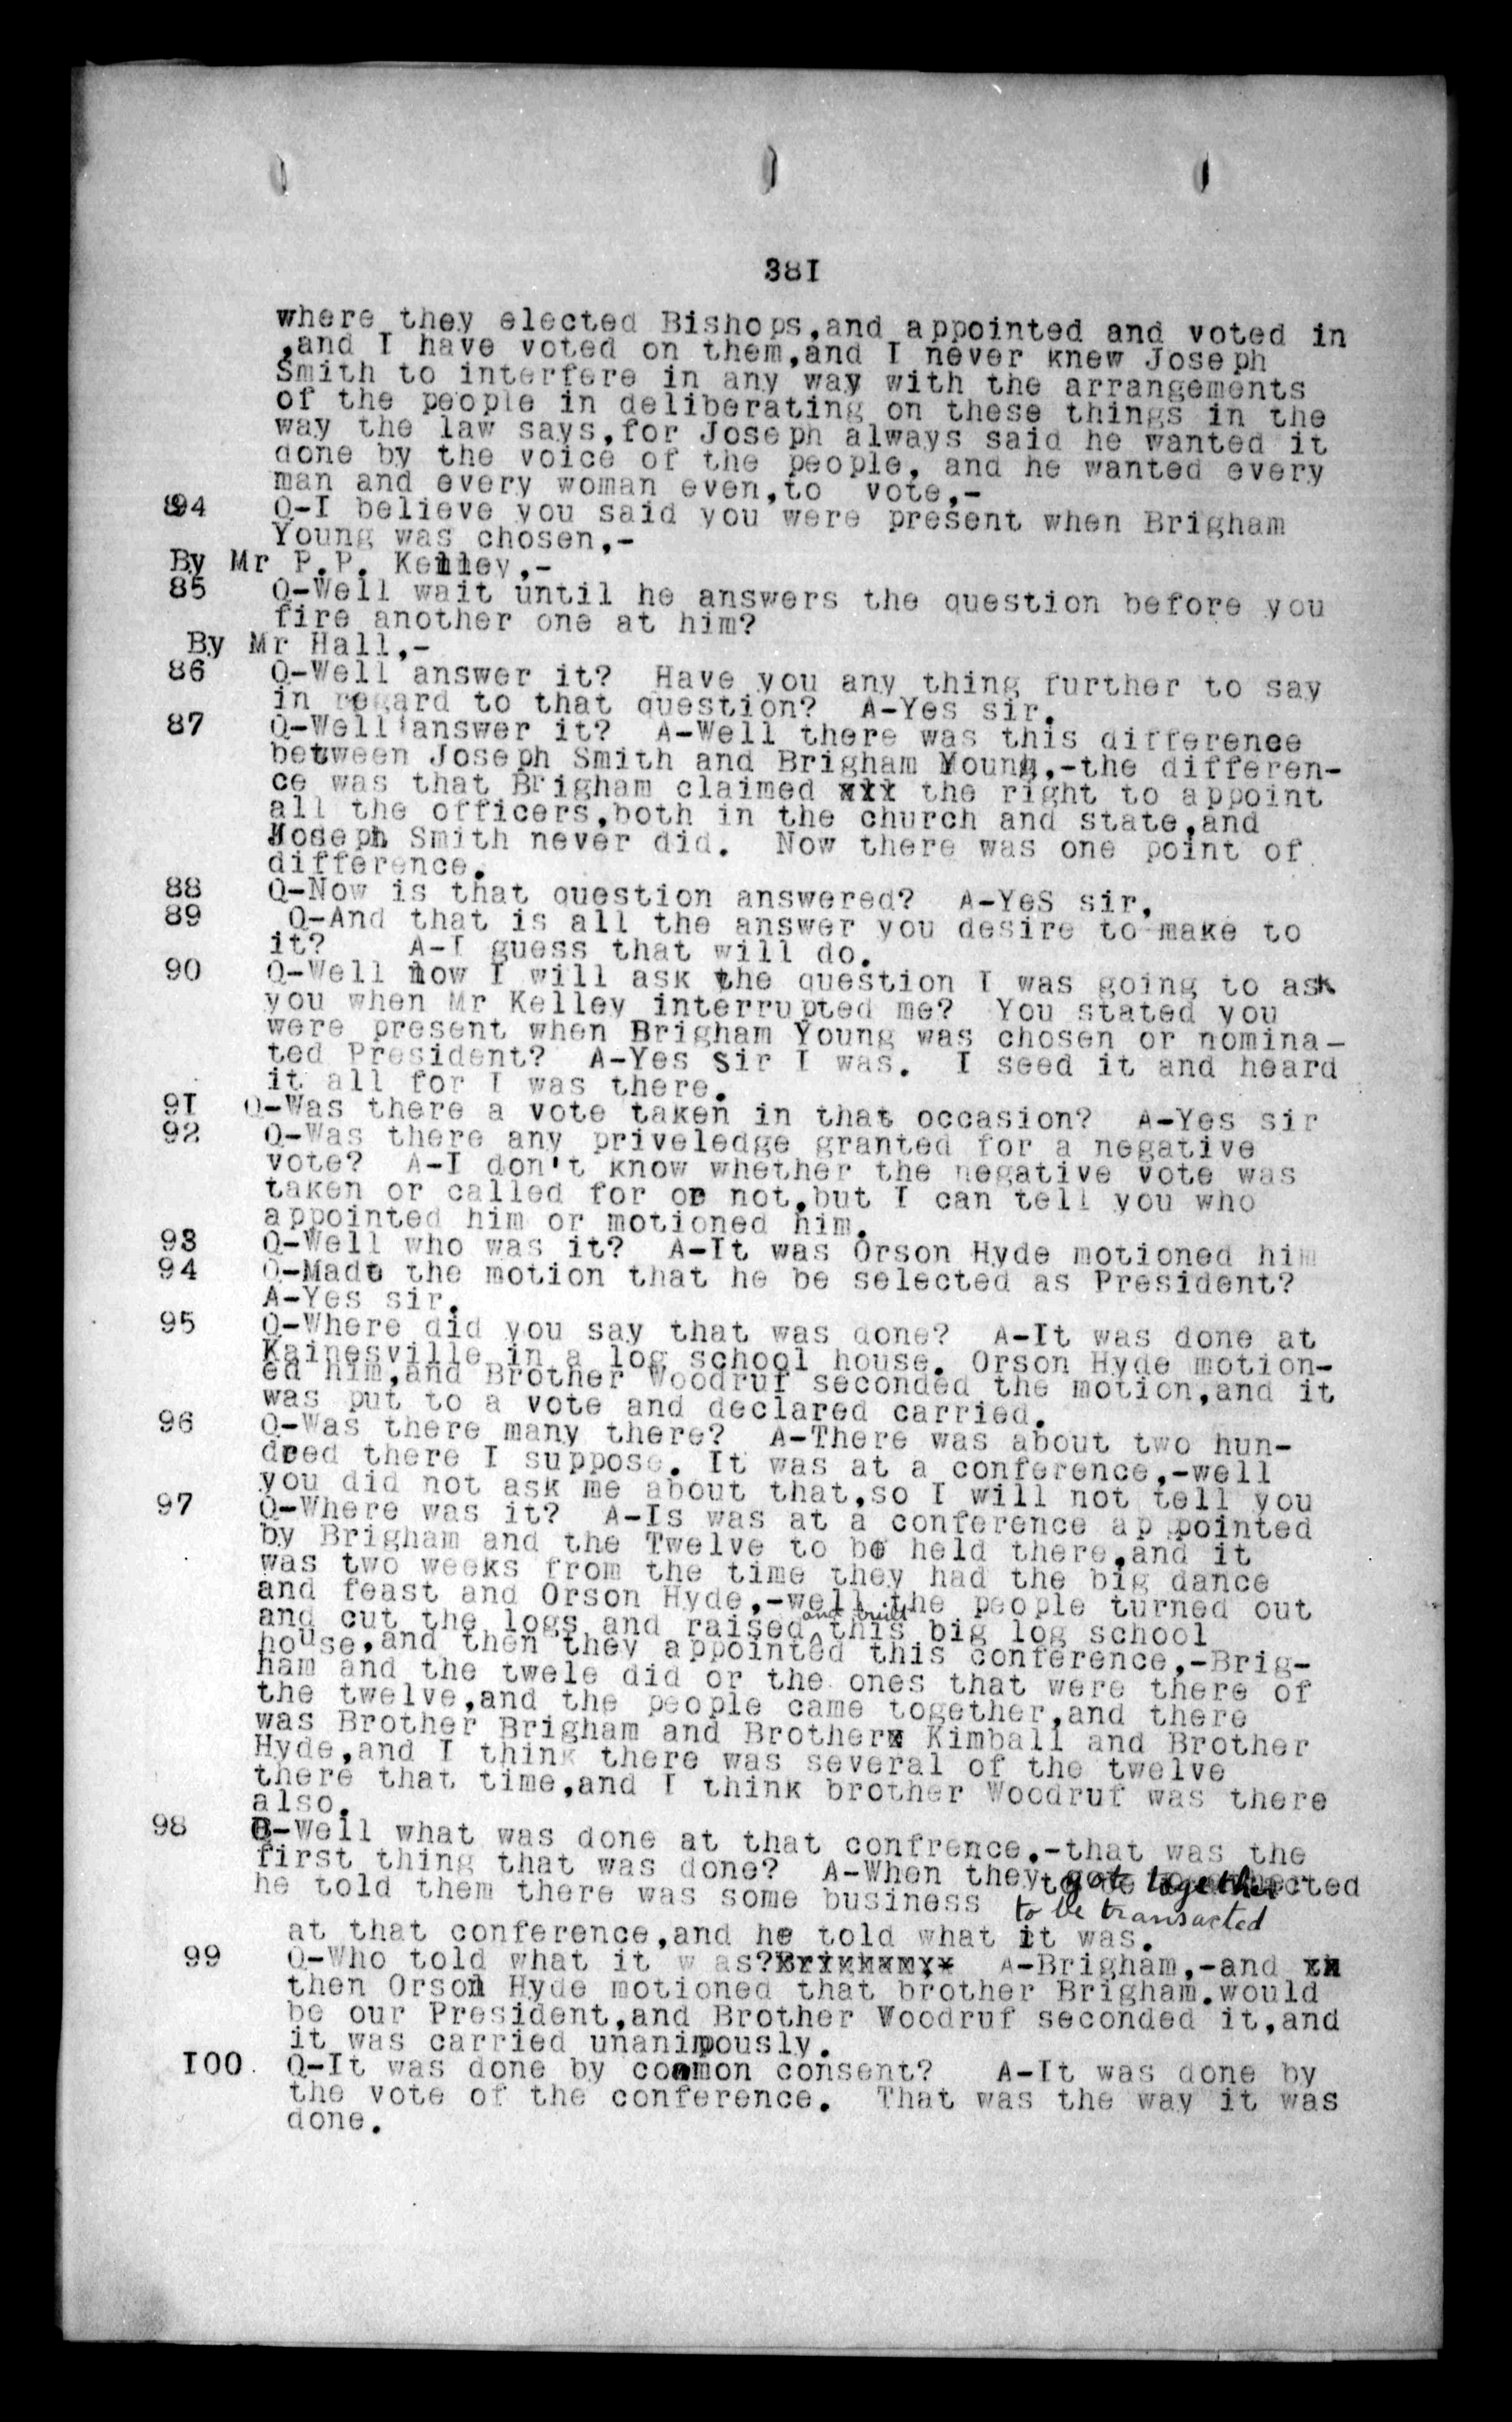 381
where they elected Bishops,and appointed and voted in
,and I have voted on them,and I never knew Joseph
Smith to interfere in any way with the arrangements
of the people in deliberating on these things in the
way the law says,for Joseph always said he wanted it
done by the voice of the people, and he wanted every
man and every woman even,to vote,-
894 Q-I believe you said you were present when Brigham
Young was chosen,-
By Mr P.P. Kelley,-
85 Q-Well wait until he answers the question before you
fire another one at him?
By Mr Hall,-
86 Q-Well answer it? Have you any thing further to say
in regard to that question? A-Yes sir.
87 Q-Well answer it? A-Well there was this difference
between Joseph Smith and Brigham Young,-the differen-
ce was that Brigham claimed xll the right to appoint
all the officers,both in the church and state,and
Joseph Smith never did. Now there was one point of
difference.
88 Q-Now is that question answered? A-YeS sir,
89 Q-And that is all the answer you desire to make to
it? A-I guess that will do.
90 Q-Well now I will ask the question I was going to ask
you when Mr Kelley interrupted me? You stated you
were present when Brigham Young was chosen or nomina-
ted President? A-Yes Sir I was. I seed it and heard
it all for I was there.
91 Q-Was there a vote taken in that occasion? A-Yes sir
92 Q-Was there any priveledge granted for a negative
vote? A-I don't know whether the negative vote was
taken or called for or not,but I can tell you who
appointed him or motioned him.
93 Q-Well who was it? A-It was Orson Hyde motioned him
94 Q-Made the motion that he be selected as President?
A-Yes sir.
95 Q-Where did you say that was done? A-It was done at
Kainesville in a log school house. Orson Hyde motion-
ed him,and Brother Woodruf seconded the motion,and it
was put to a vote and declared carried.
96 Q-Was there many there? A-There was about two hun-
dred there I suppose. It was at a conference,-well
you did not ask me about that,so I will not tell you
97 Q-Where was it? A-Is was at a conference appointed
by Brigham and the Twelve to be held there,and it
was two weeks from the time they had the big dance
and feast and Orson Hyde,-well the people turned out
and cut the logs and raised and built this big log school
house,and then they appointed this conference,-Brig-
ham and the twele did or the ones that were there of
the twelve,and the people came together,and there
was Brother Brigham and Brotherx Kimball and Brother
Hyde,and I think there was several of the twelve
there that time,and I think brother Woodruf was there
also.
98 Q-Well what was done at that confrence,-that was the
first thing that was done? A-When they got together
he told them there was some business to be transacted
at that conference,and he told what it was.
99 Q-Who told what it w as? A-Brigham,-and
then Orson Hyde motioned that brother Brigham.would
be our President,and Brother Woodruf seconded it,and
it was carried unanimously.
100. Q-It was done by common consent? A-It was done by
the vote of the conference. That was the way it was
done.